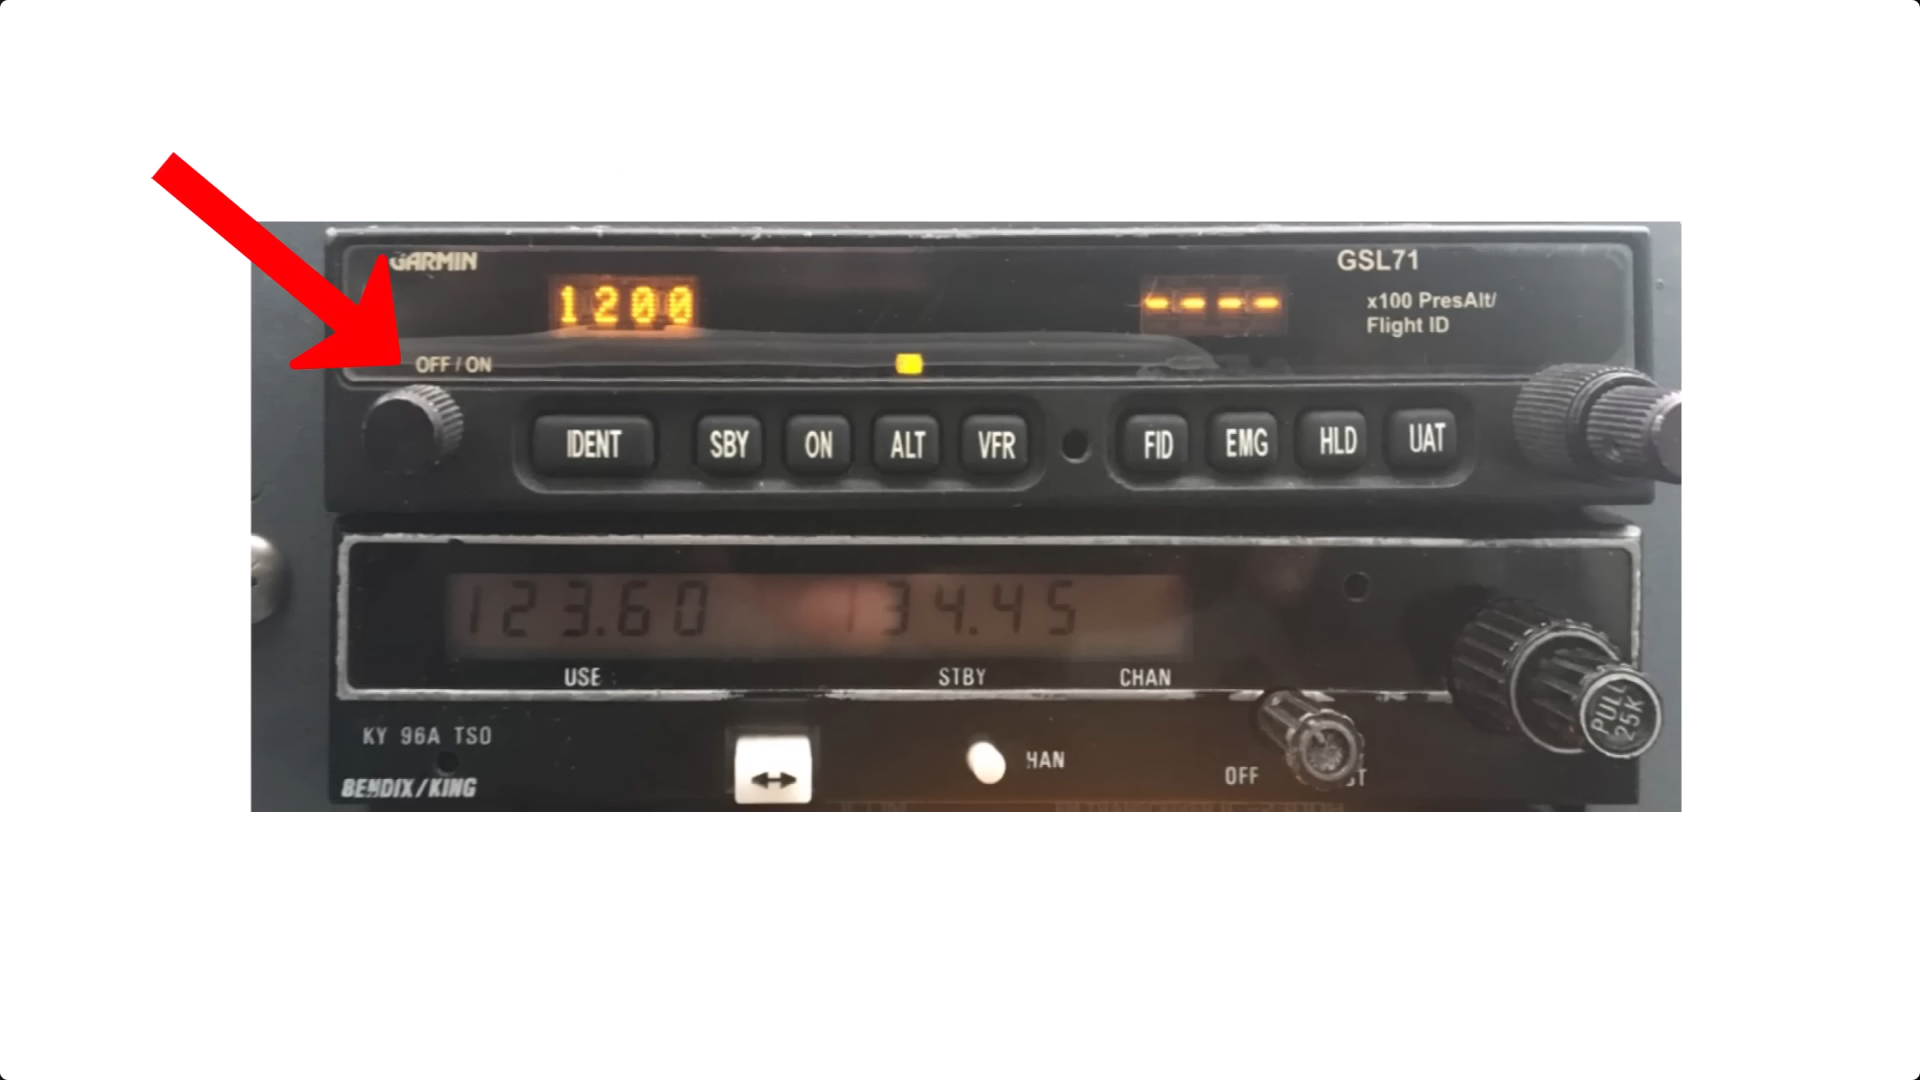 GARMIN
GSL71
1200
----
x100 PresAlt/
Flight ID
OFF / ON
IDENT SBY ON ALT VFR FID EMG HLD UAT
123.60 134.45
USE STBY CHAN
KY 96A TSO
BENDIX/KING
HAN
OFF
PULL
25K